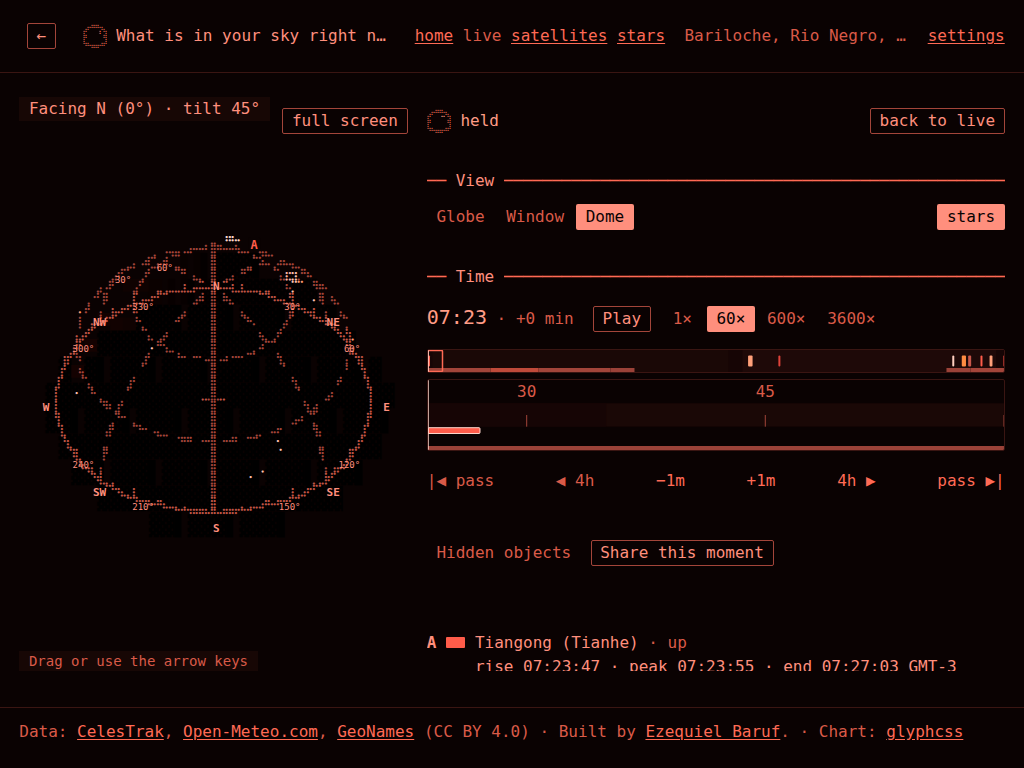 ←
What is in your sky right n…
home live satellites stars
Bariloche, Rio Negro, …
settings
Facing N (0°) · tilt 45°
full screen
held
back to live
View
Globe Window Dome
stars
Time
07:23 · +0 min Play 1× 60× 600× 3600×
30 45
|◀ pass ◀ 4h −1m +1m 4h ▶ pass ▶|
Hidden objects Share this moment
A Tiangong (Tianhe) · up
rise 07:23:47 · peak 07:23:55 · end 07:27:03 GMT-3
A
60°
30°
N
330° 30°
NW NE
300° 60°
W E
240° 120°
SW SE
210° 150°
S
Drag or use the arrow keys
Data: CelesTrak, Open-Meteo.com, GeoNames (CC BY 4.0) · Built by Ezequiel Baruf. · Chart: glyphcss